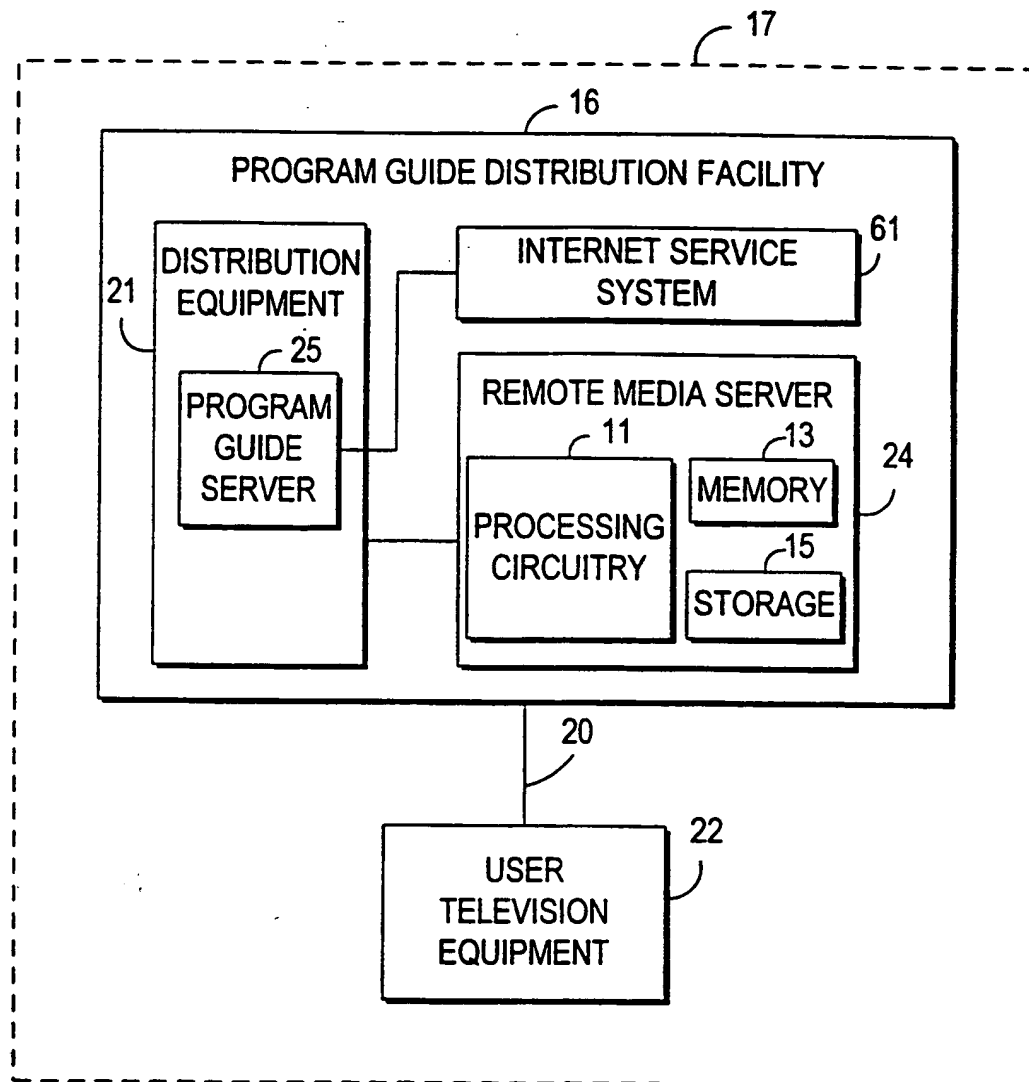 17
16
PROGRAM GUIDE DISTRIBUTION FACILITY
DISTRIBUTION
EQUIPMENT
21
25
PROGRAM
GUIDE
SERVER
INTERNET SERVICE
SYSTEM
61
REMOTE MEDIA SERVER
11
PROCESSING
CIRCUITRY
13
MEMORY
24
15
STORAGE
20
USER
TELEVISION
EQUIPMENT
22